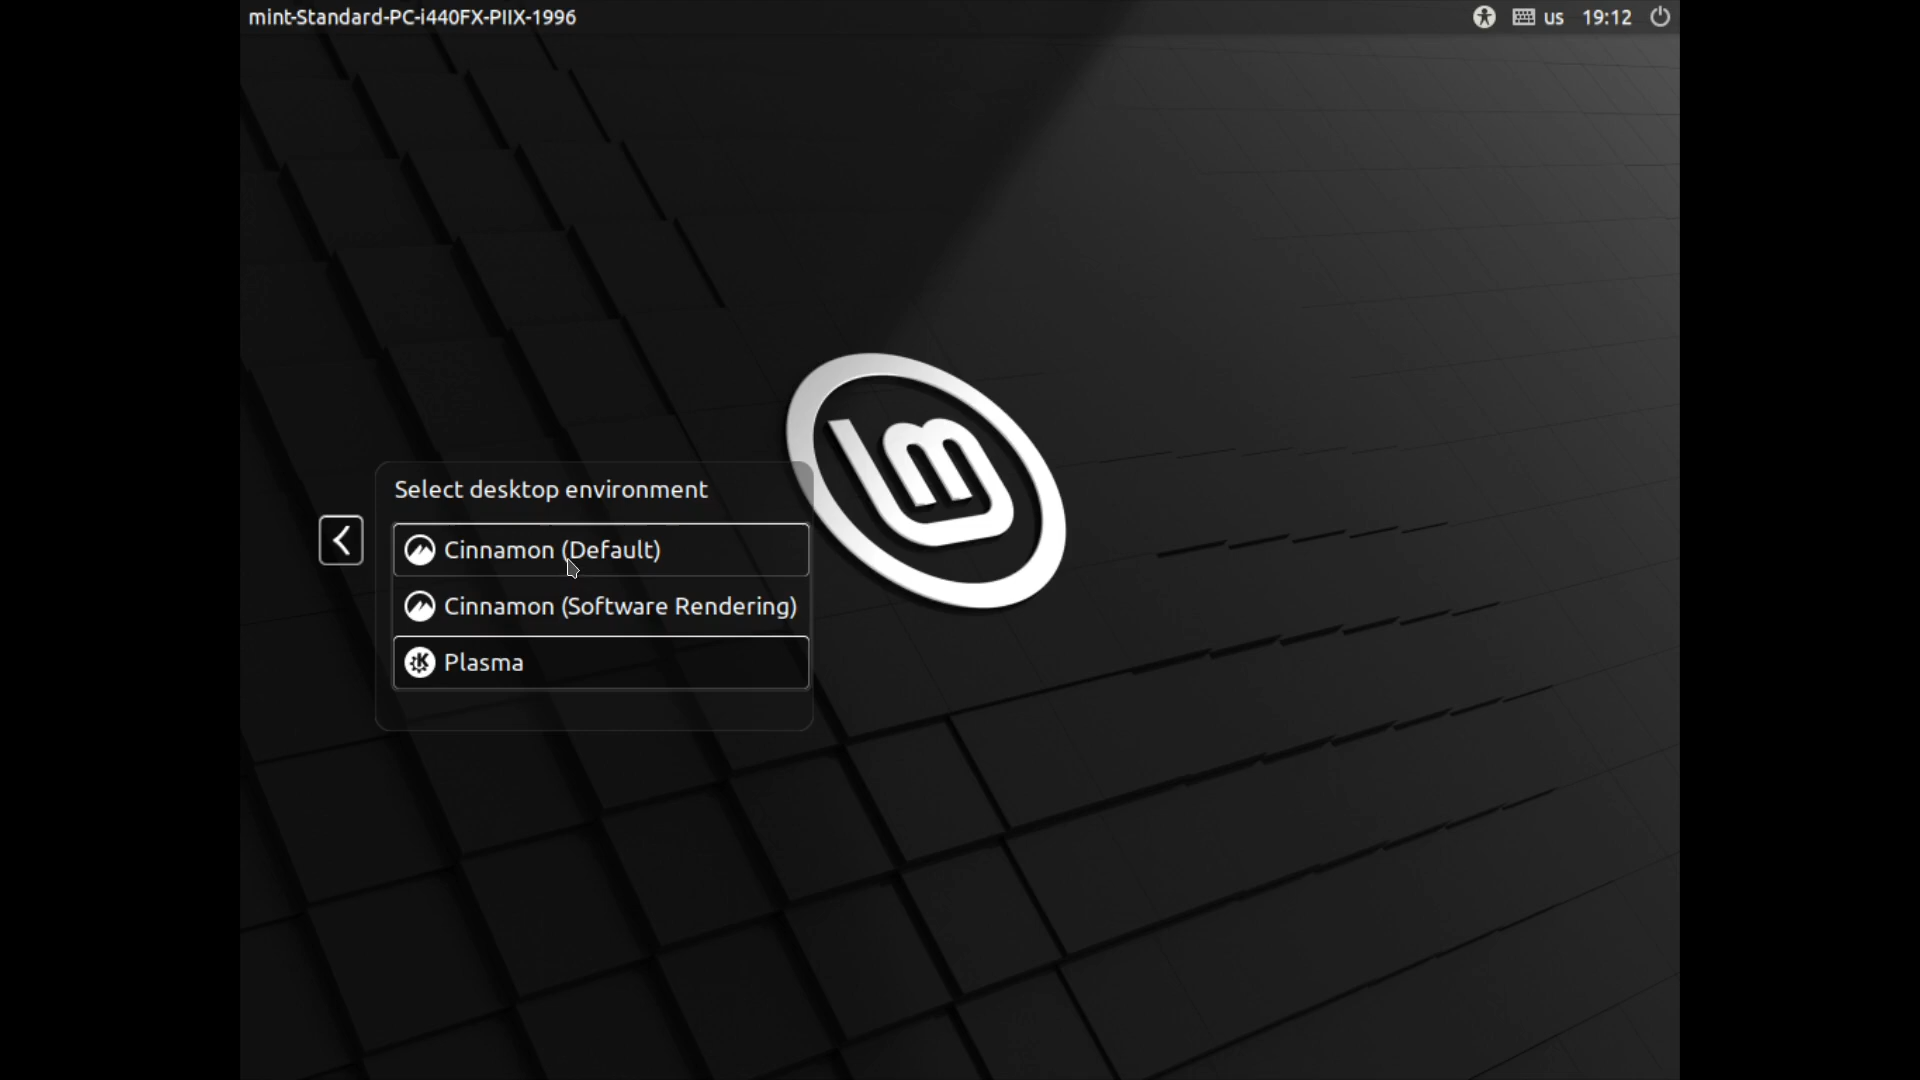 mint-Standard-PC-i440FX-PIIX-1996
us 19:12
Select desktop environment
Cinnamon (Default)
Cinnamon (Software Rendering)
Plasma